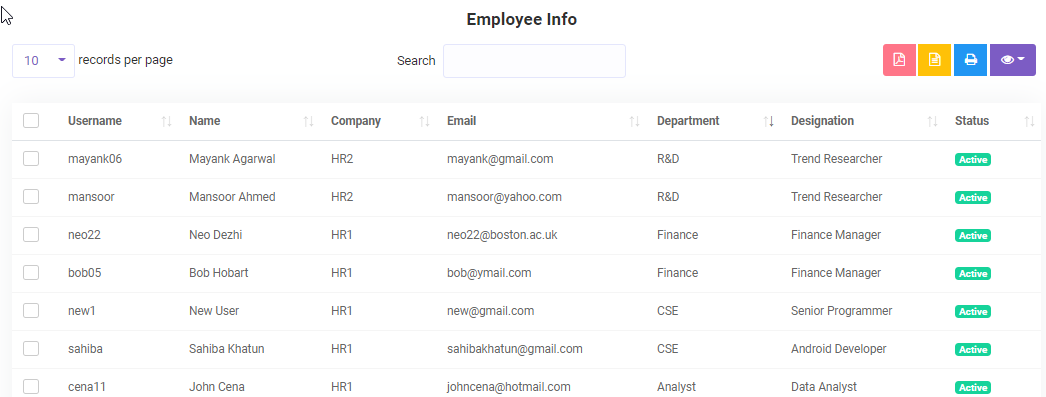 Employee Info
10 records per page Search
Username Name Company Email Department Designation Status
mayank06 Mayank Agarwal HR2 mayank@gmail.com R&D Trend Researcher Active
mansoor Mansoor Ahmed HR2 mansoor@yahoo.com R&D Trend Researcher Active
neo22 Neo Dezhi HR1 neo22@boston.ac.uk Finance Finance Manager Active
bob05 Bob Hobart HR1 bob@ymail.com Finance Finance Manager Active
new1 New User HR1 new@gmail.com CSE Senior Programmer Active
sahiba Sahiba Khatun HR1 sahibakhatun@gmail.com CSE Android Developer Active
cena11 John Cena HR1 johncena@hotmail.com Analyst Data Analyst Active